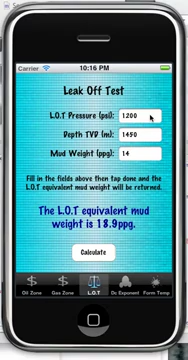 Carrier 10:16 PM
Leak Off Test
L.O.T Pressure (psi): 1200
Depth TVD (m): 1450
Mud Weight (ppg): 14
Fill in the fields above then tap done and the
LOT equivalent mud weight will be returned.
The L.O.T equivalent mud
weight is 18.9ppg.
Calculate
Oil Zone Gas Zone L.O.T Dc Exponent Form Temp